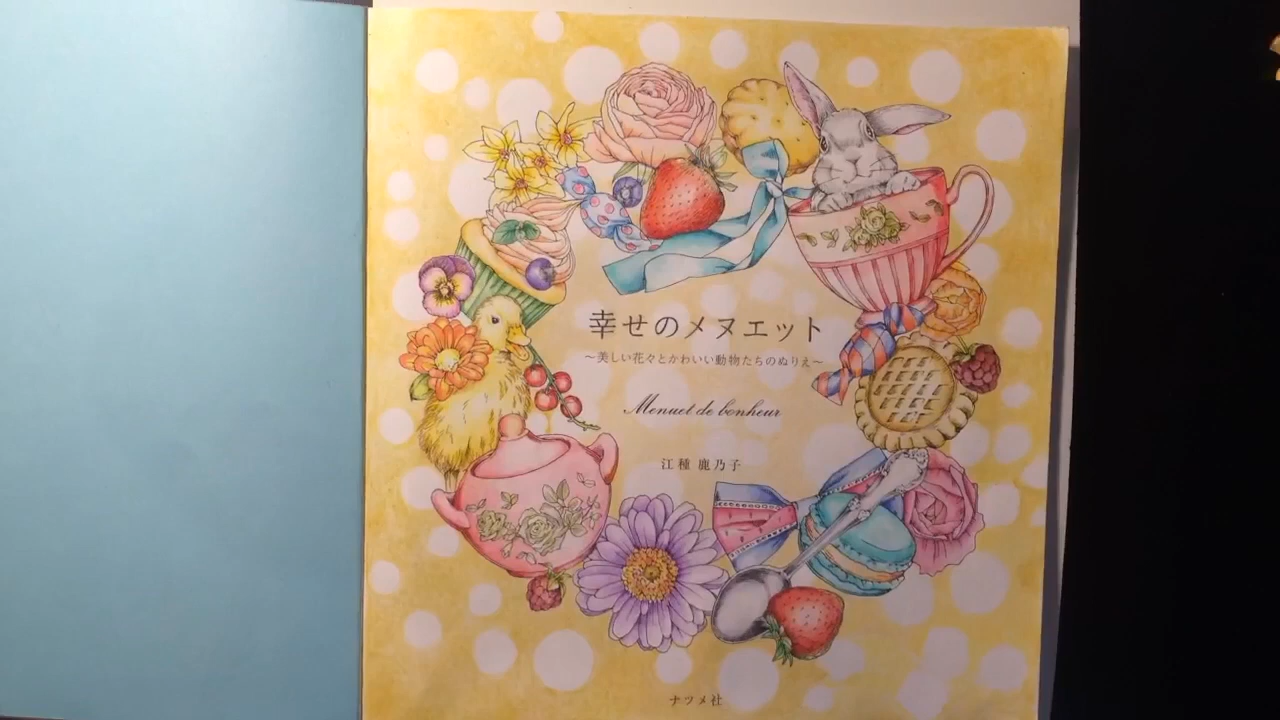 幸せのメヌエット
～美しい花々とかわいい動物たちのぬりえ～
Menuet de bonheur
江種 鹿乃子
ナツメ社